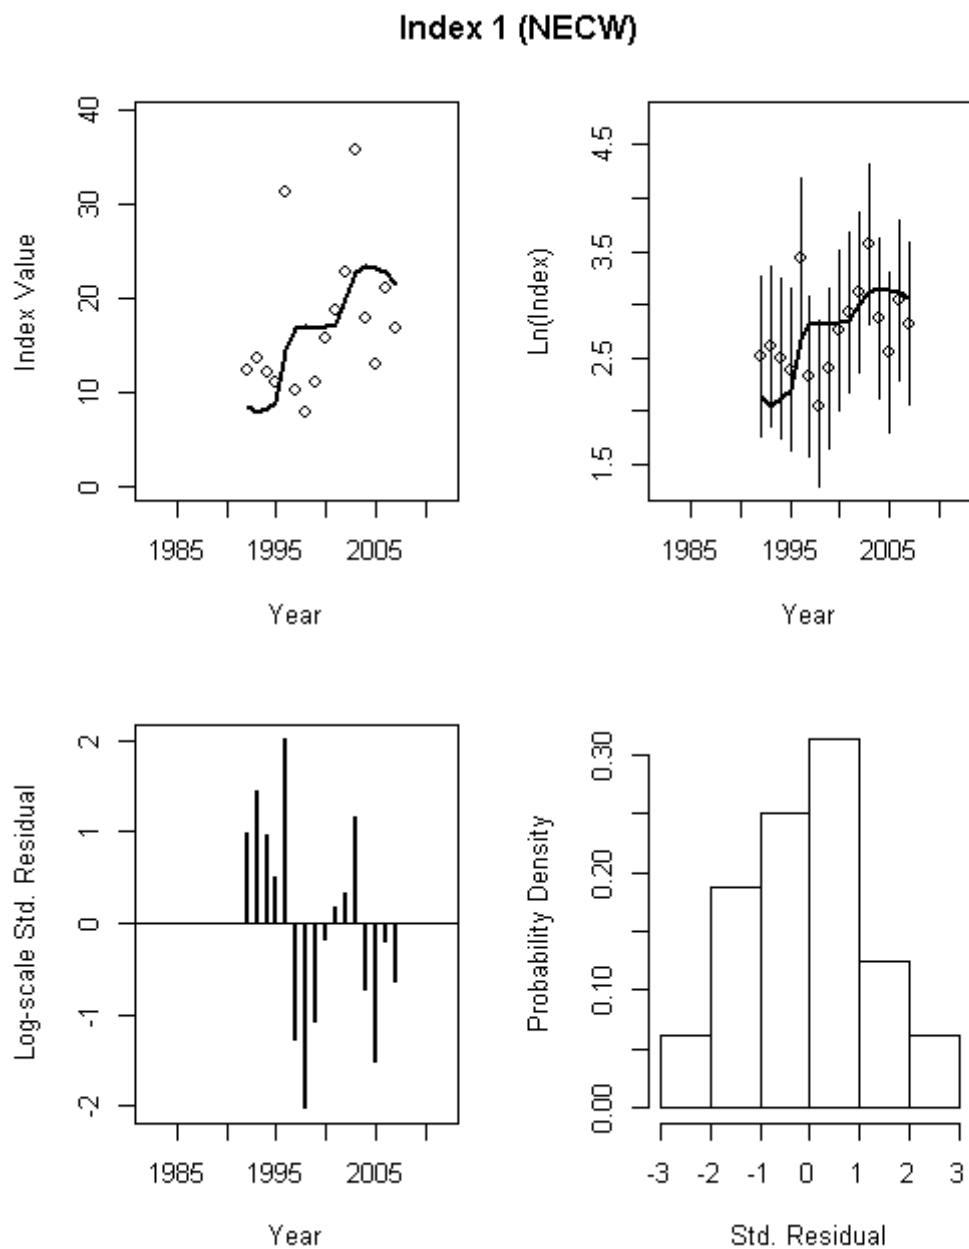 Index 1 (NECW)
Index Value
40
30
20
10
0
1985 1995 2005
Year
Ln(Index)
4.5
3.5
2.5
1.5
1985 1995 2005
Year
Log-scale Std. Residual
2
1
0
-1
-2
1985 1995 2005
Year
Probability Density
0.30
0.20
0.10
0.00
-3 -2 -1 0 1 2 3
Std. Residual